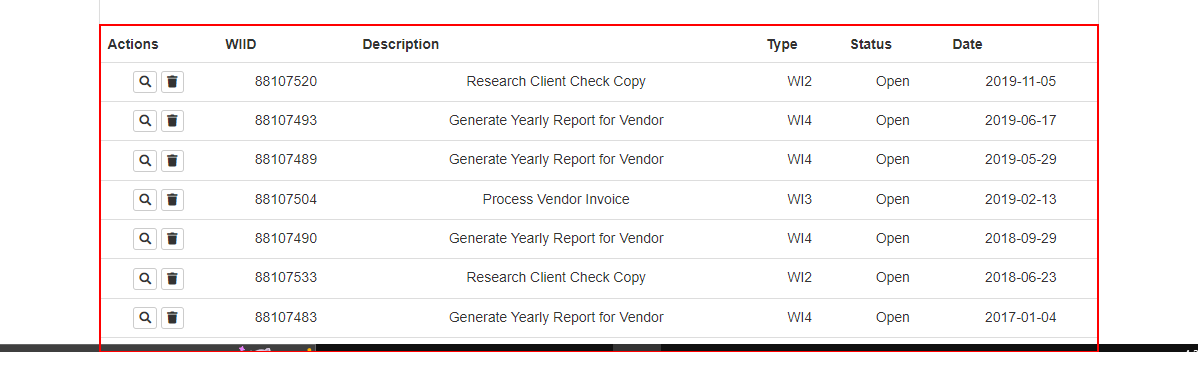 Actions WIID Description Type Status Date
88107520 Research Client Check Copy WI2 Open 2019-11-05
88107493 Generate Yearly Report for Vendor WI4 Open 2019-06-17
88107489 Generate Yearly Report for Vendor WI4 Open 2019-05-29
88107504 Process Vendor Invoice WI3 Open 2019-02-13
88107490 Generate Yearly Report for Vendor WI4 Open 2018-09-29
88107533 Research Client Check Copy WI2 Open 2018-06-23
88107483 Generate Yearly Report for Vendor WI4 Open 2017-01-04